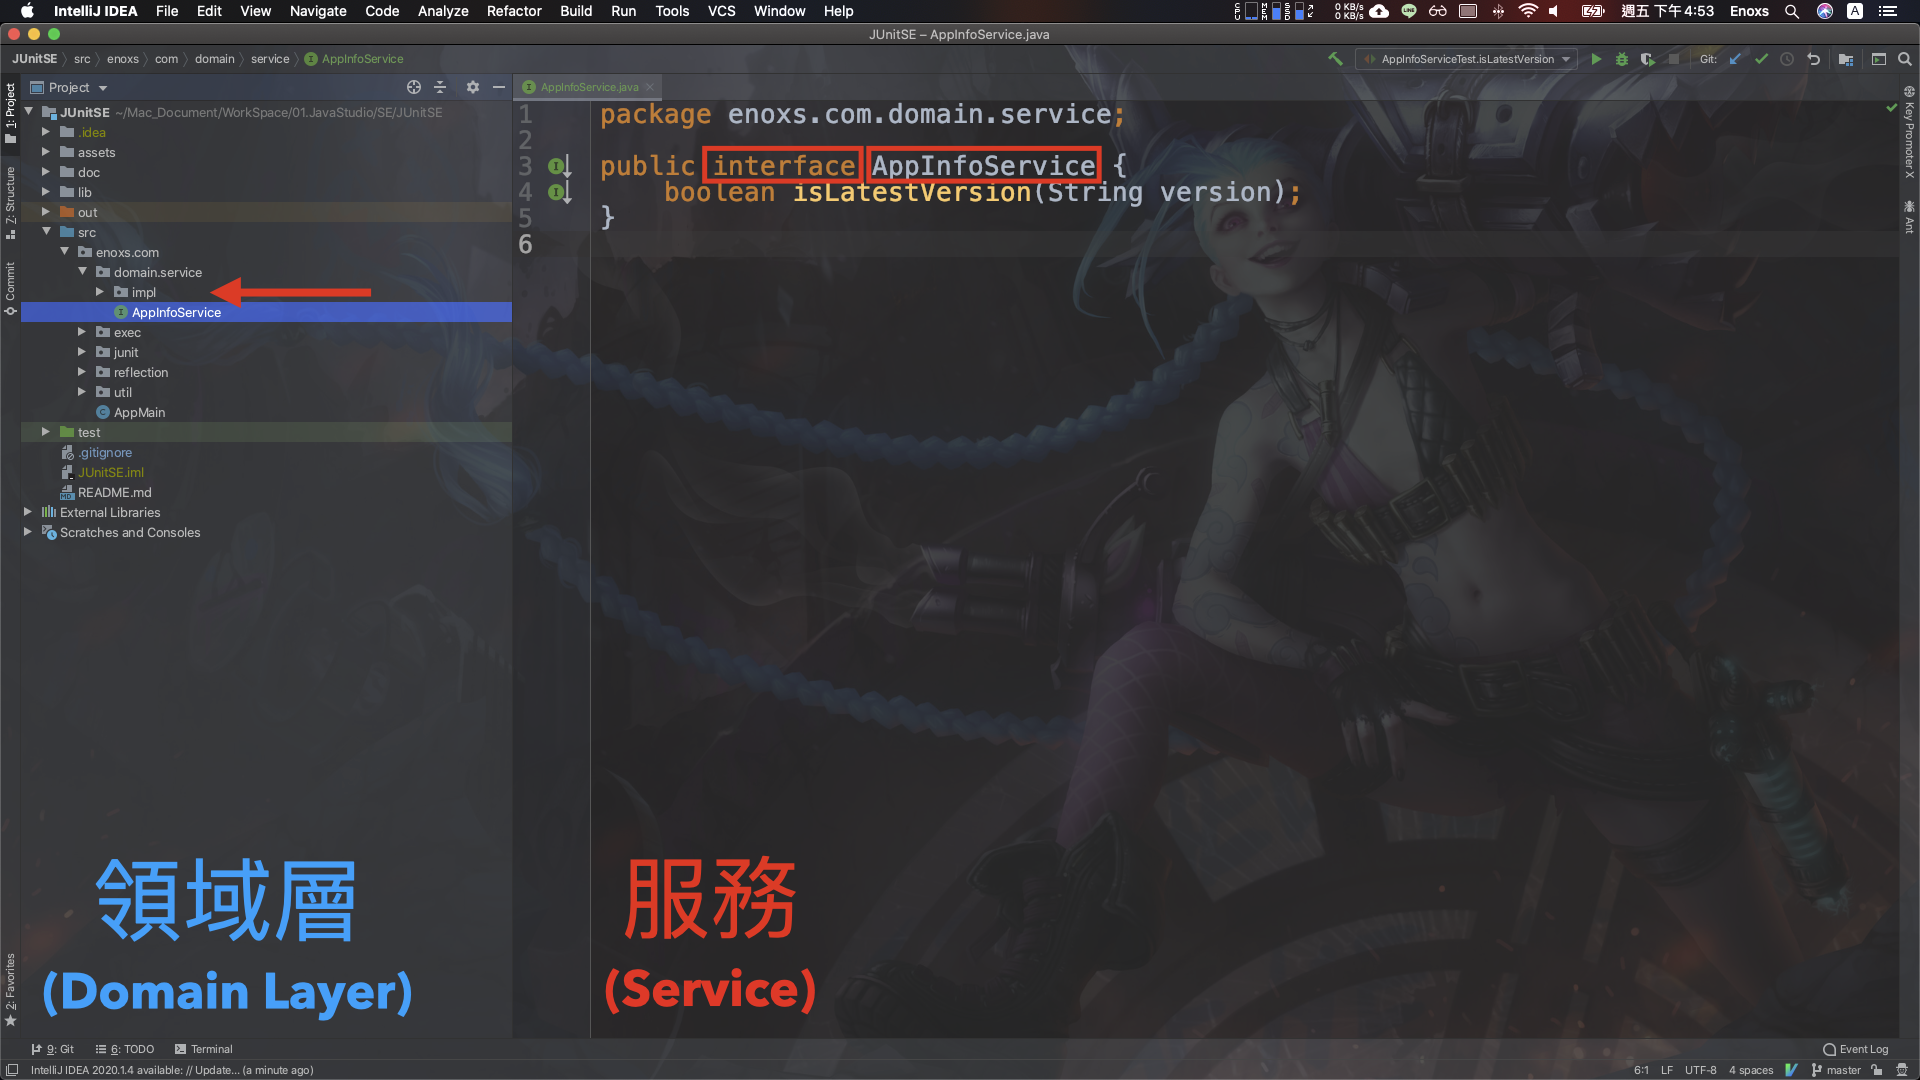 IntelliJ IDEA File Edit View Navigate Code Analyze Refactor Build Run Tools VCS Window Help 0 KB/s 0 KB/s 週五 下午4:53 Enoxs A
JUnitSE – AppInfoService.java
JUnitSE src enoxs com domain service AppInfoService AppInfoServiceTest.isLatestVersion Git:
Project
AppInfoService.java
1: Project
Z: Structure
Commit
2: Favorites
JUnitSE ~/Mac_Document/WorkSpace/01.JavaStudio/SE/JUnitSE
.idea
assets
doc
lib
out
src
enoxs.com
domain.service
impl
AppInfoService
exec
junit
reflection
util
AppMain
test
.gitignore
JUnitSE.iml
README.md
External Libraries
Scratches and Consoles
1 package enoxs.com.domain.service;
2
3 public interface AppInfoService {
4 boolean isLatestVersion(String version);
5 }
6
Key Promoter X
Ant
領域層
(Domain Layer)
服務
(Service)
9: Git 6: TODO Terminal Event Log
IntelliJ IDEA 2020.1.4 available: // Update... (a minute ago) 6:1 LF UTF-8 4 spaces master